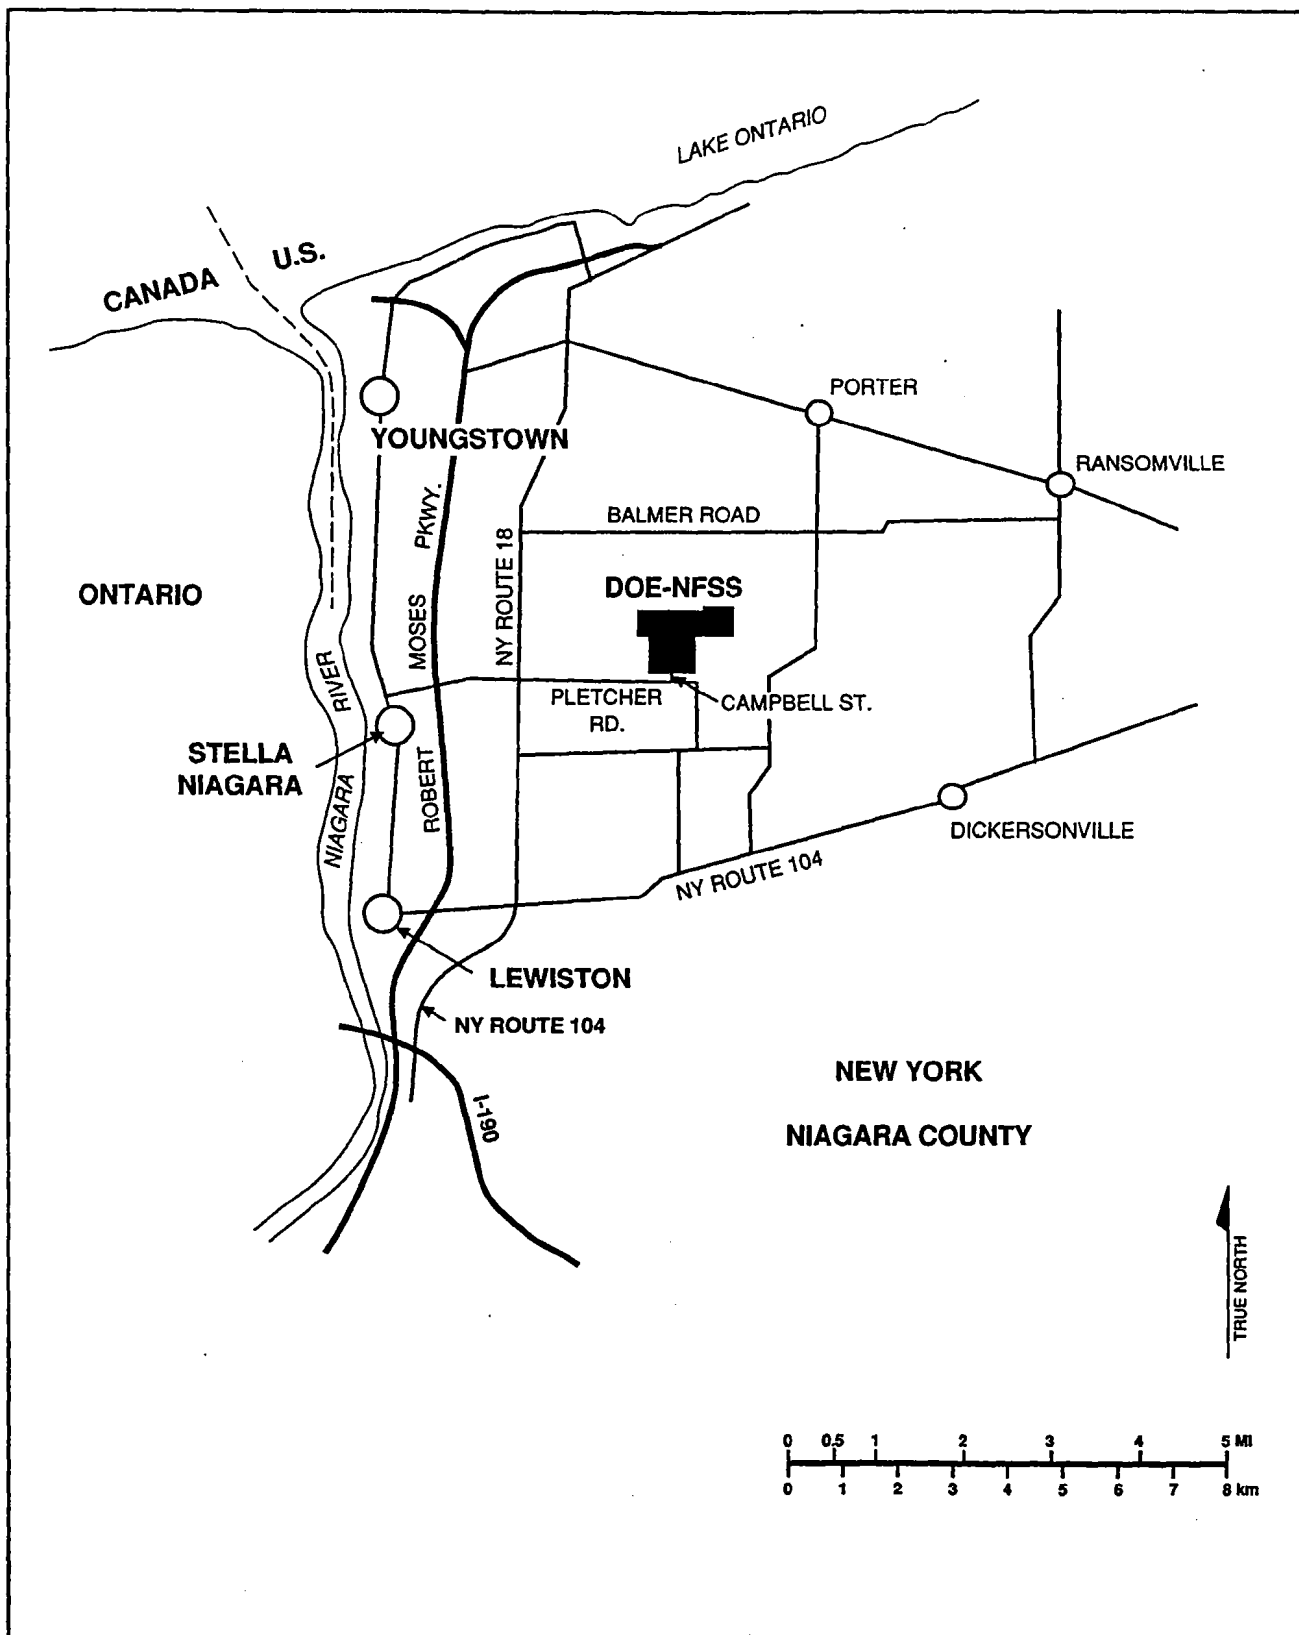 LAKE ONTARIO
U.S.
CANADA
PORTER
YOUNGSTOWN
RANSOMVILLE
BALMER ROAD
ROBERT MOSES PKWY.
NY ROUTE 18
DOE-NFSS
ONTARIO
NIAGARA RIVER
PLETCHER
RD.
CAMPBELL ST.
STELLA
NIAGARA
DICKERSONVILLE
NY ROUTE 104
LEWISTON
NY ROUTE 104
NEW YORK
I-190
NIAGARA COUNTY
TRUE NORTH
0 0.5 1 2 3 4 5 MI
0 1 2 3 4 5 6 7 8 km